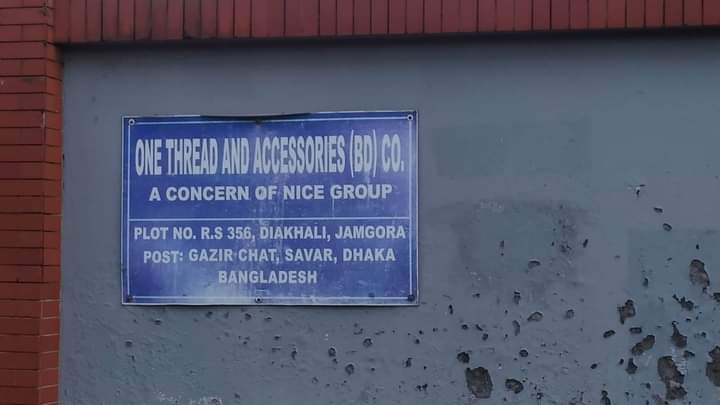 ONE THREAD AND ACCESSORIES (BD) CO.
A CONCERN OF NICE GROUP
PLOT NO. R.S 356, DIAKHALI, JAMGORA
POST: GAZIR CHAT, SAVAR, DHAKA
BANGLADESH